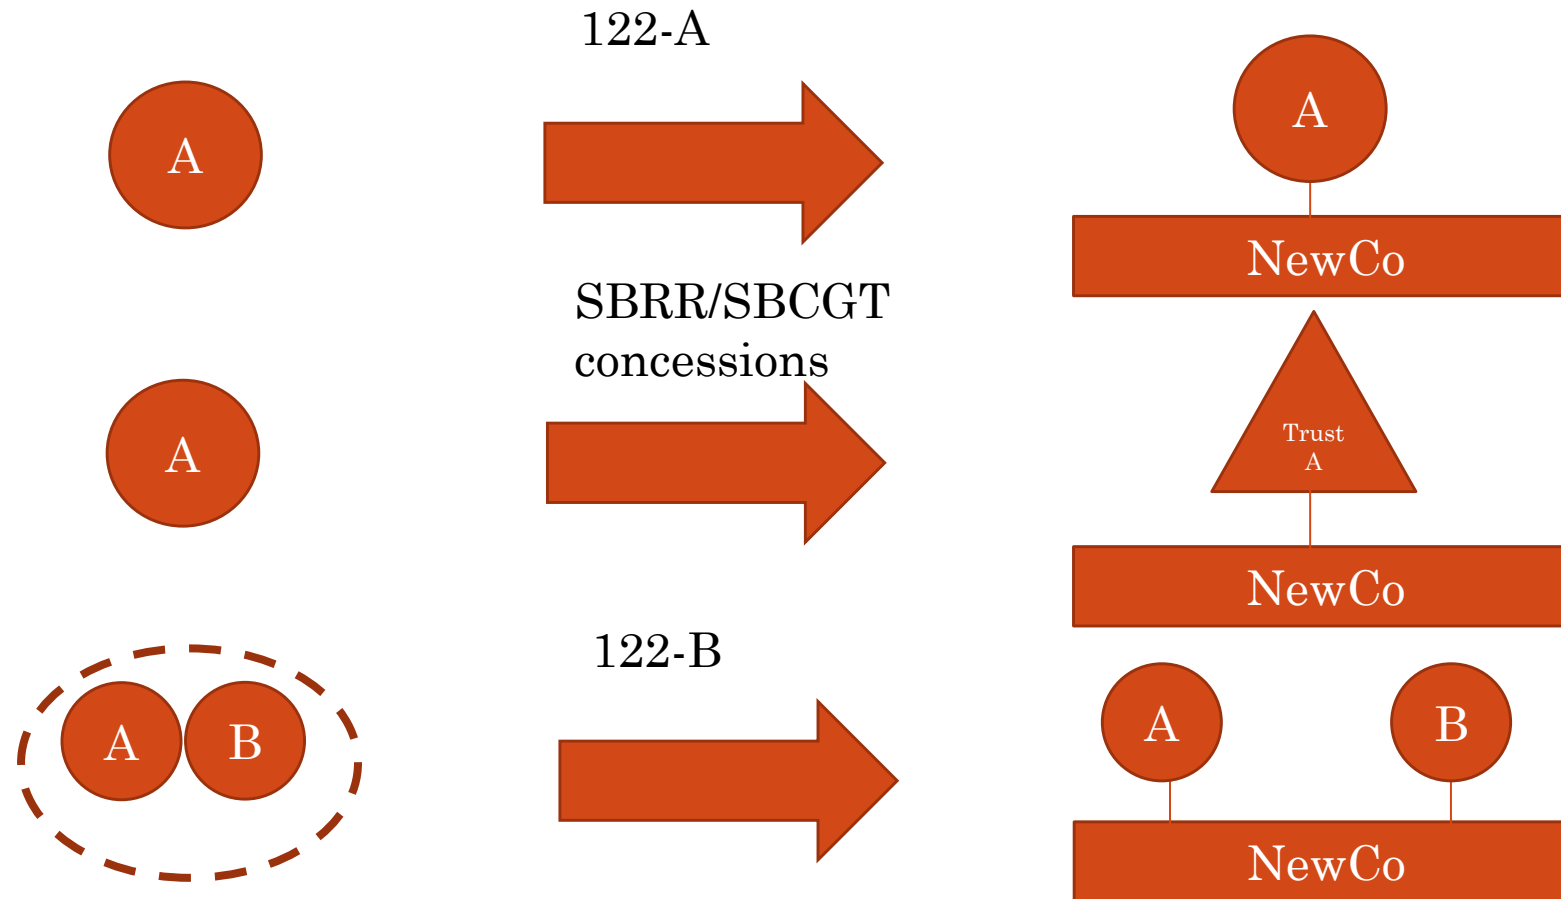 122-A
A
A
NewCo
SBRR/SBCGT
concessions
A
Trust
A
NewCo
122-B
A
B
A
B
NewCo